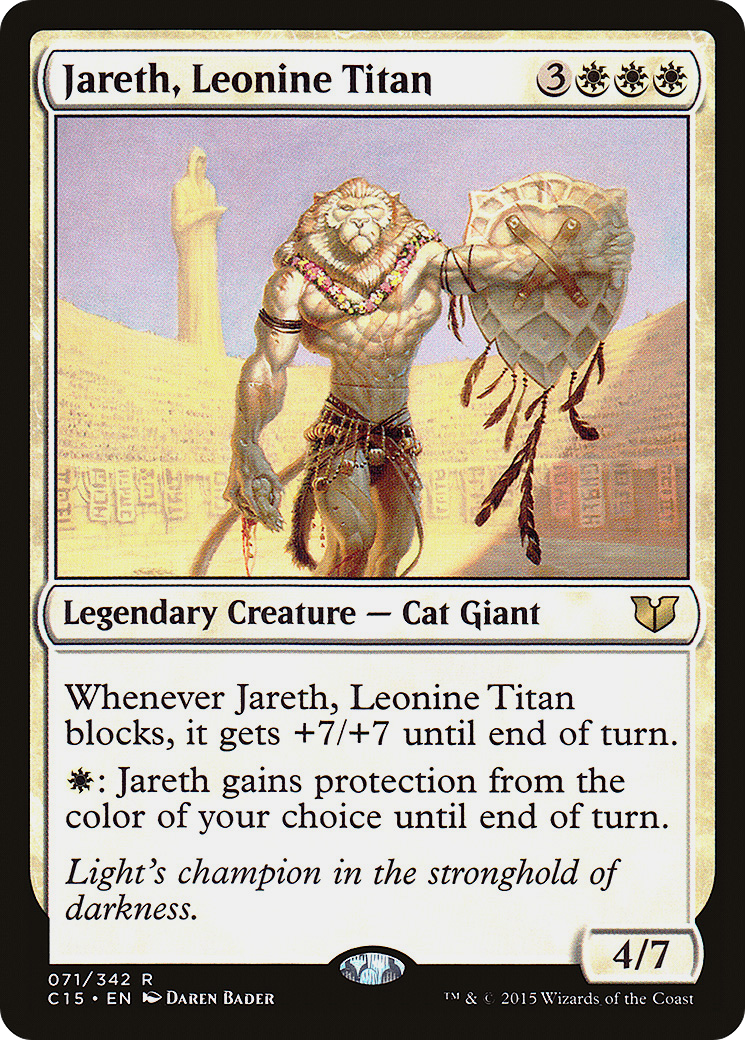 Jareth, Leonine Titan 3
Legendary Creature — Cat Giant
Whenever Jareth, Leonine Titan
blocks, it gets +7/+7 until end of turn.
: Jareth gains protection from the
color of your choice until end of turn.
Light's champion in the stronghold of
darkness.
4/7
071/342 R
C15 • EN Daren Bader
™ & © 2015 Wizards of the Coast